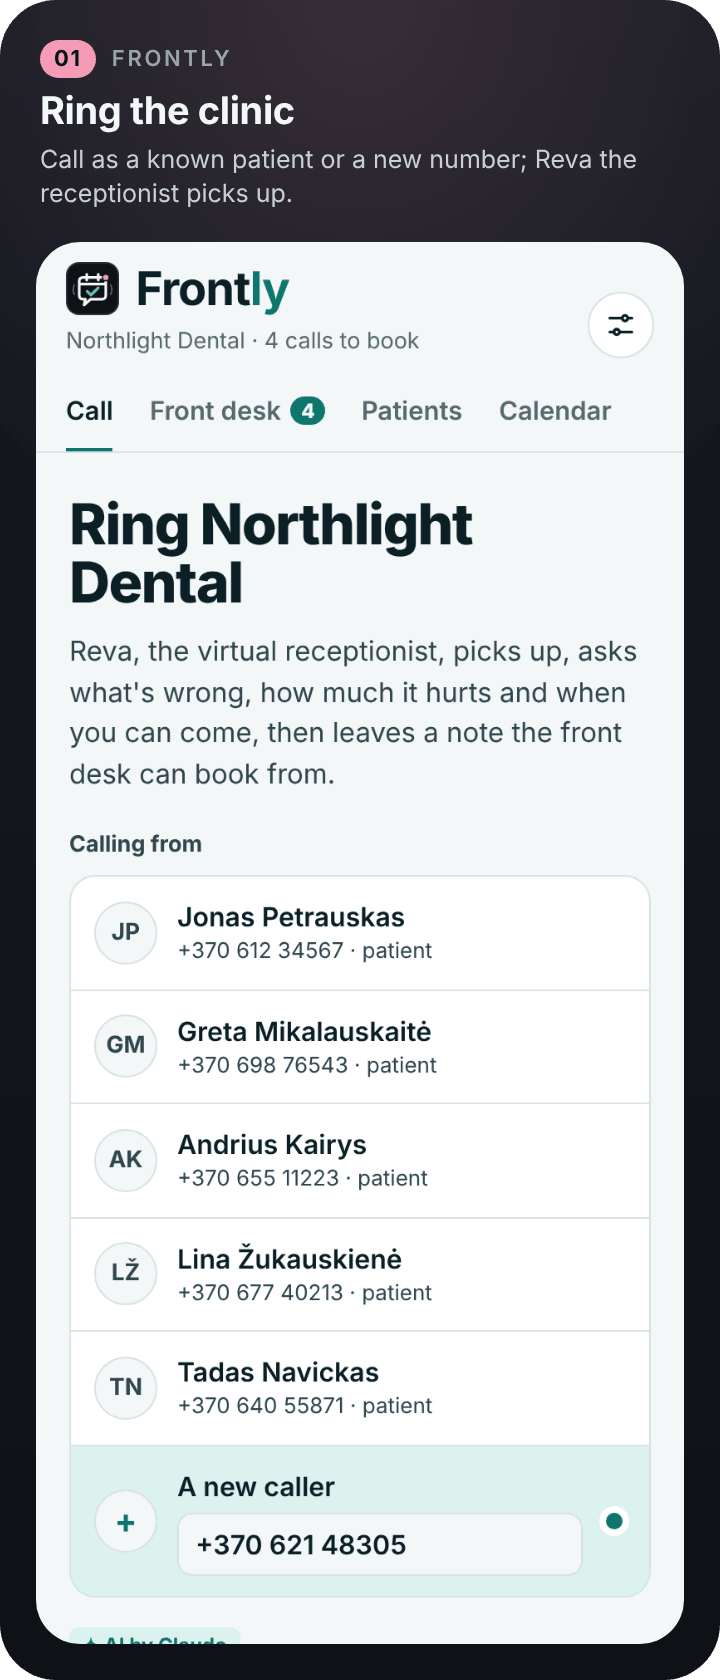 01 FRONTLY
Ring the clinic
Call as a known patient or a new number; Reva the
receptionist picks up.
Frontly
Northlight Dental · 4 calls to book
Call Front desk 4 Patients Calendar
Ring Northlight
Dental
Reva, the virtual receptionist, picks up, asks
what's wrong, how much it hurts and when
you can come, then leaves a note the front
desk can book from.
Calling from
JP Jonas Petrauskas
+370 612 34567 · patient
GM Greta Mikalauskaitė
+370 698 76543 · patient
AK Andrius Kairys
+370 655 11223 · patient
LŽ Lina Žukauskienė
+370 677 40213 · patient
TN Tadas Navickas
+370 640 55871 · patient
+ A new caller
+370 621 48305
AI by Claude